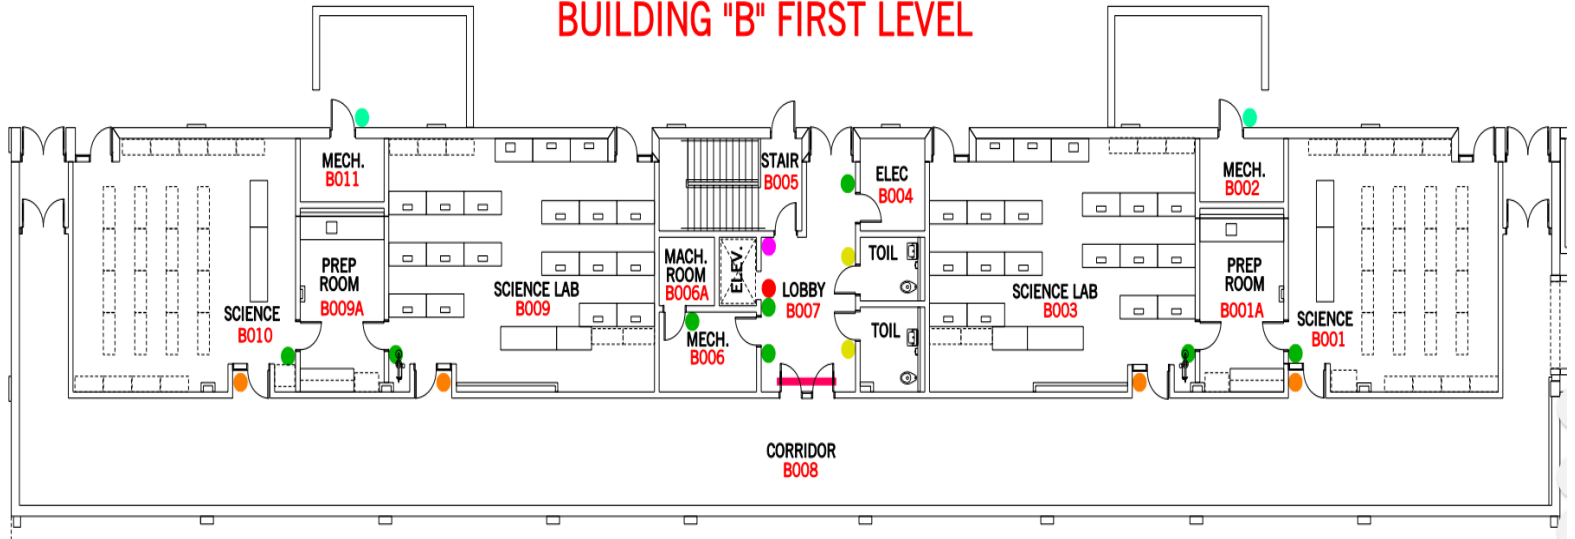 BUILDING "B" FIRST LEVEL
MECH.
B011
STAIR
B005
ELEC
B004
MECH.
B002
PREP
ROOM
B009A
SCIENCE
B010
SCIENCE LAB
B009
MACH.
ROOM
B006A
ELEV.
MECH.
B006
LOBBY
B007
TOIL
TOIL
SCIENCE LAB
B003
PREP
ROOM
B001A
SCIENCE
B001
CORRIDOR
B008